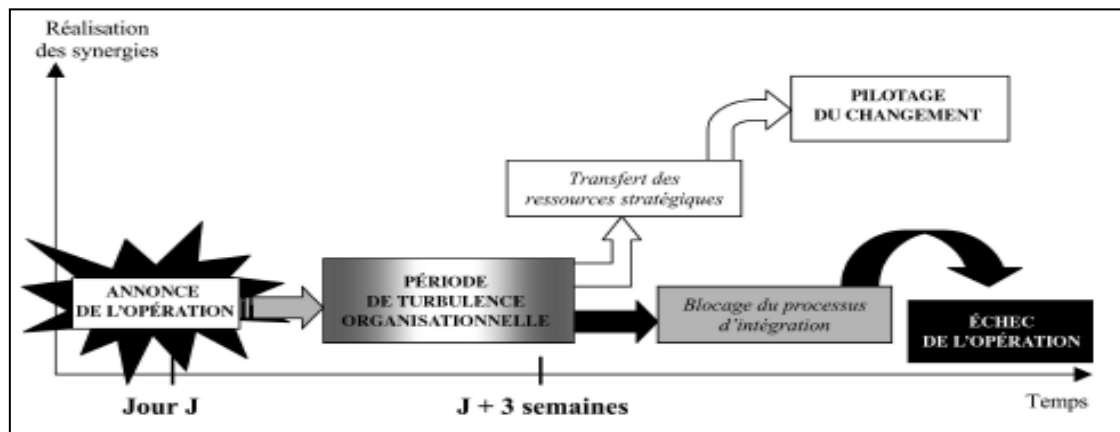 Réalisation
des synergies
PILOTAGE
DU CHANGEMENT
Transfert des
ressources stratégiques
ANNONCE
DE L'OPÉRATION
PÉRIODE
DE TURBULENCE
ORGANISATIONNELLE
Blocage du processus
d'intégration
ÉCHEC
DE L'OPÉRATION
Jour J
J + 3 semaines
Temps